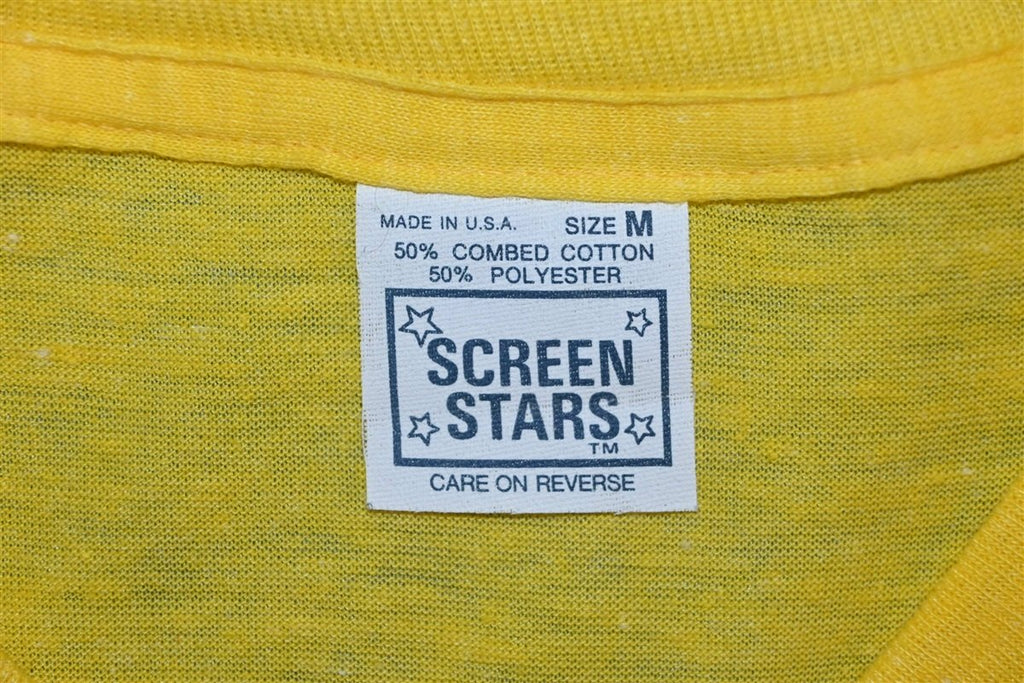 MADE IN U.S.A. SIZE M
50% COMBED COTTON
50% POLYESTER
SCREEN
STARS
TM
CARE ON REVERSE